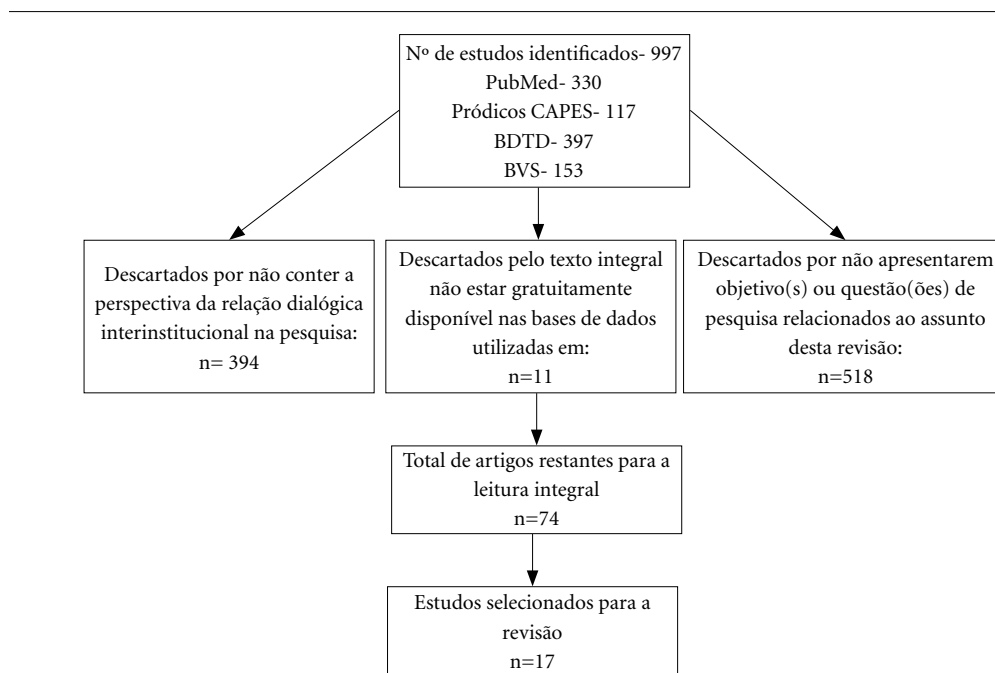 Nº de estudos identificados- 997
PubMed- 330
Pródicos CAPES- 117
BDTD- 397
BVS- 153
Descartados por não conter a
perspectiva da relação dialógica
interinstitucional na pesquisa:
n= 394
Descartados pelo texto integral
não estar gratuitamente
disponível nas bases de dados
utilizadas em:
n=11
Descartados por não apresentarem
objetivo(s) ou questão(ões) de
pesquisa relacionados ao assunto
desta revisão:
n=518
Total de artigos restantes para a
leitura integral
n=74
Estudos selecionados para a
revisão
n=17